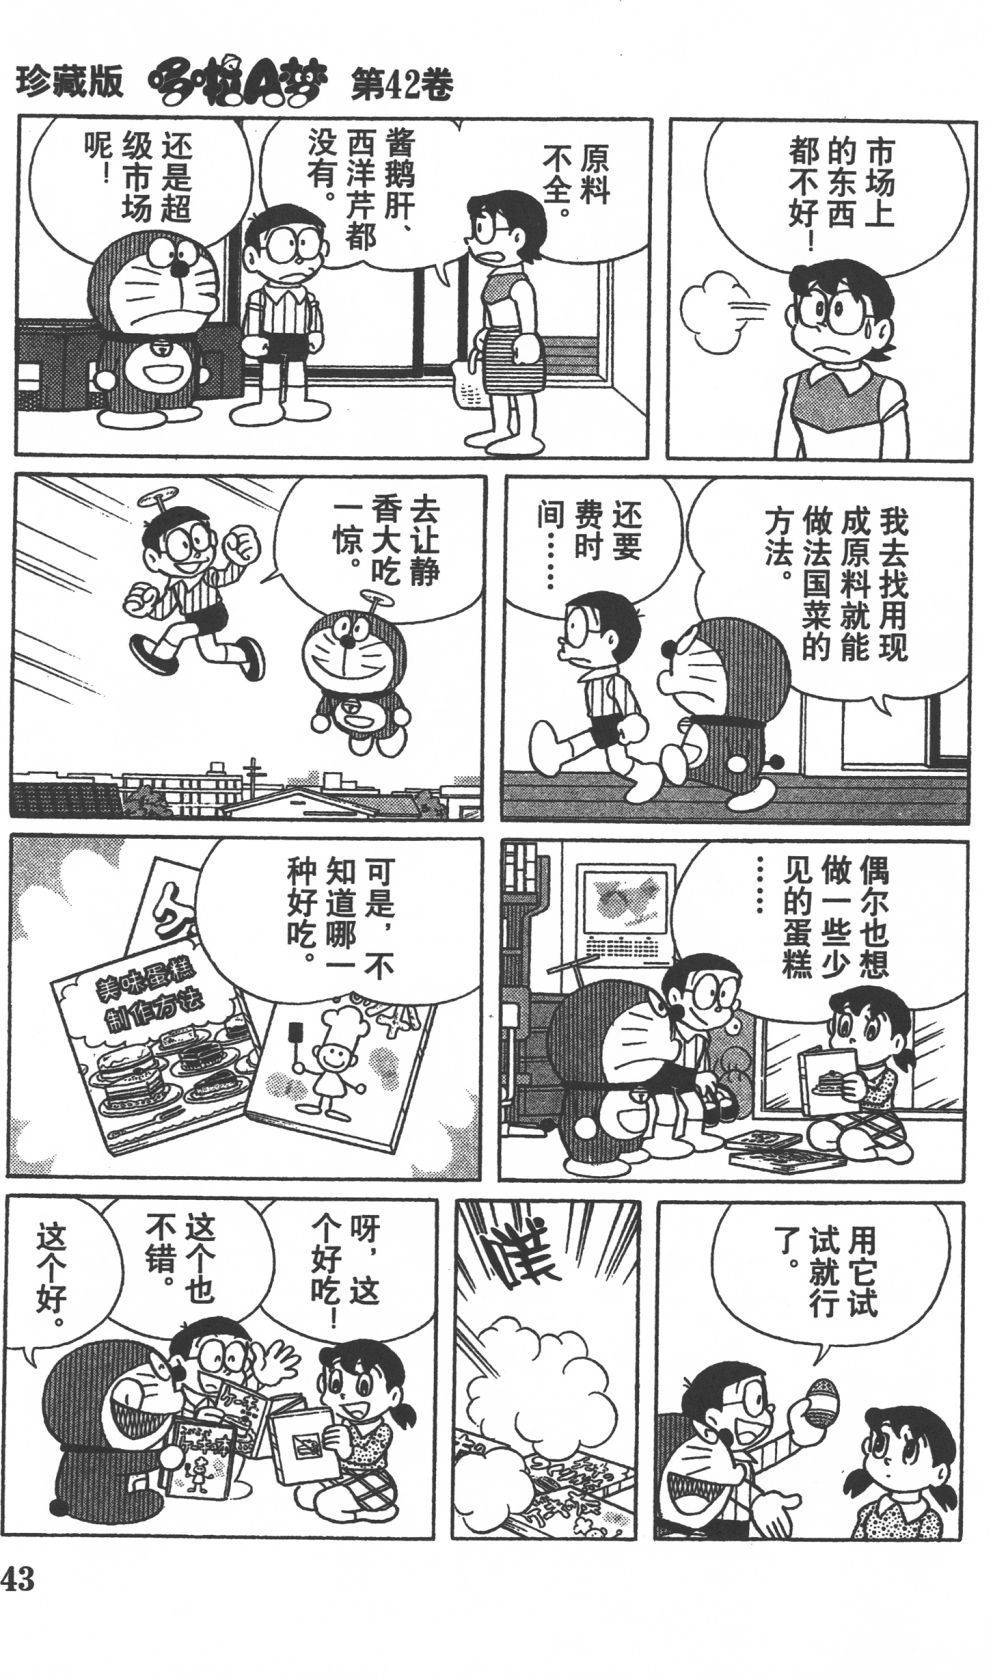 珍藏版 哆啦A梦 第42卷
市场上
的东西
都不好！
原料
不全。
酱鹅肝、
西洋芹都
没有。
还是超
级市场
呢！
我去找用现
成原料就能
做法国菜的
方法。
还要
费时
间……
去让静
香大吃
一惊。
偶尔也想
做一些少
见的蛋糕
……
可是，不
知道哪一
种好吃。
美味蛋糕
制作方法
用它试
试就行
了。
噗
呀，这
个好吃！
这个也
不错。
这个好。
ケーキ
43